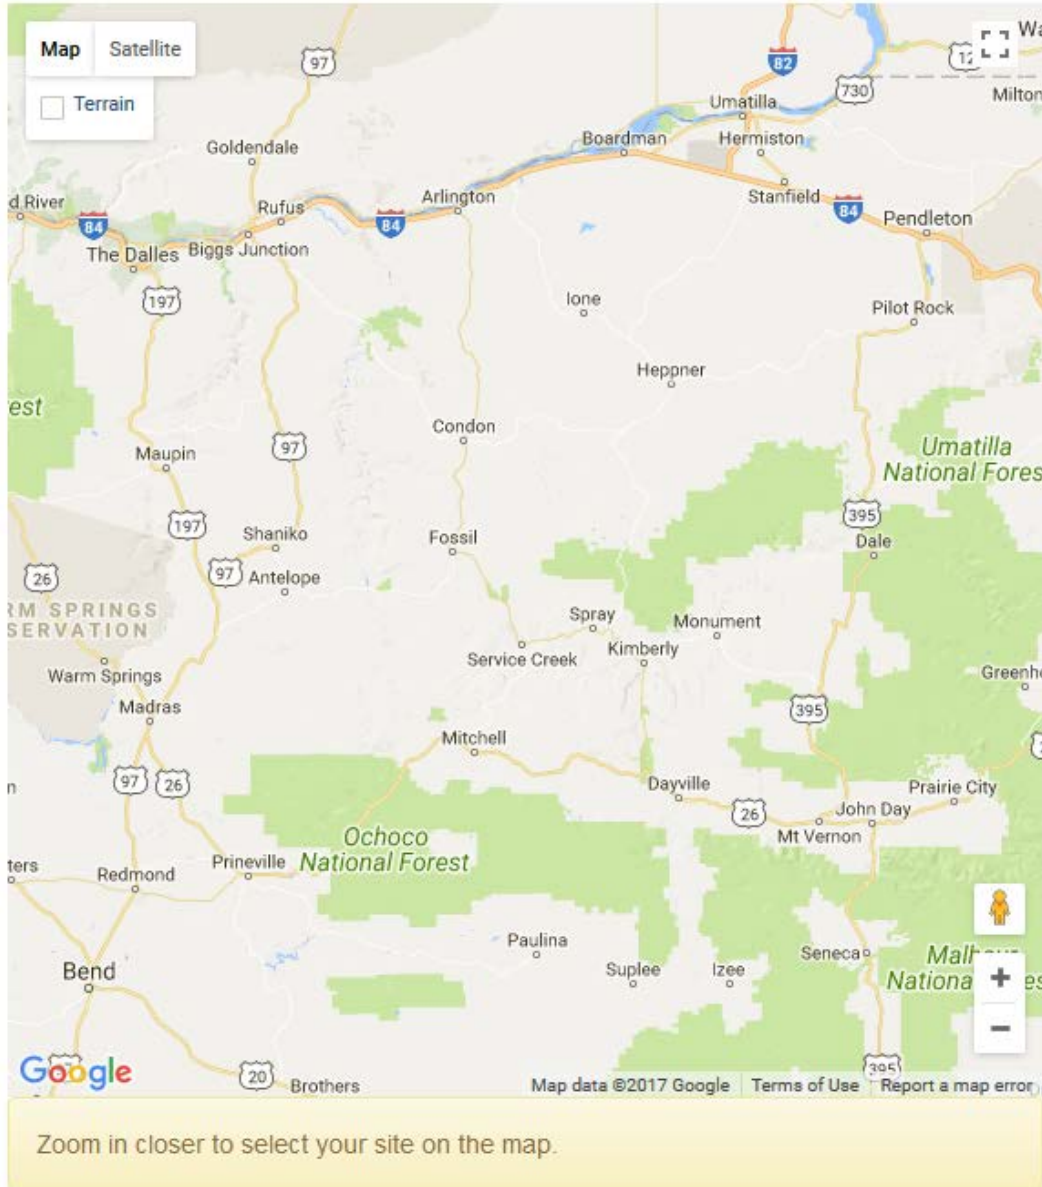 Map Satellite
Terrain
97
82
12
Wa
730
Umatilla
Milton
Boardman
Hermiston
Goldendale
d River
Rufus
Arlington
Stanfield
84
84
84
Pendleton
The Dalles
Biggs Junction
197
Ione
Pilot Rock
Heppner
est
Condon
97
Maupin
Umatilla
National Fores
395
197
Shaniko
Fossil
Dale
26
97
Antelope
RM SPRINGS
SERVATION
Spray
Monument
Service Creek
Kimberly
Warm Springs
Greenho
Madras
395
Mitchell
97
26
Dayville
Prairie City
26
John Day
Mt Vernon
Ochoco
National Forest
ters
Redmond
Prineville
Paulina
Seneca
Suplee
Izee
Bend
+
−
Google
20
Brothers
395
Map data ©2017 Google
Terms of Use
Report a map error
Zoom in closer to select your site on the map.